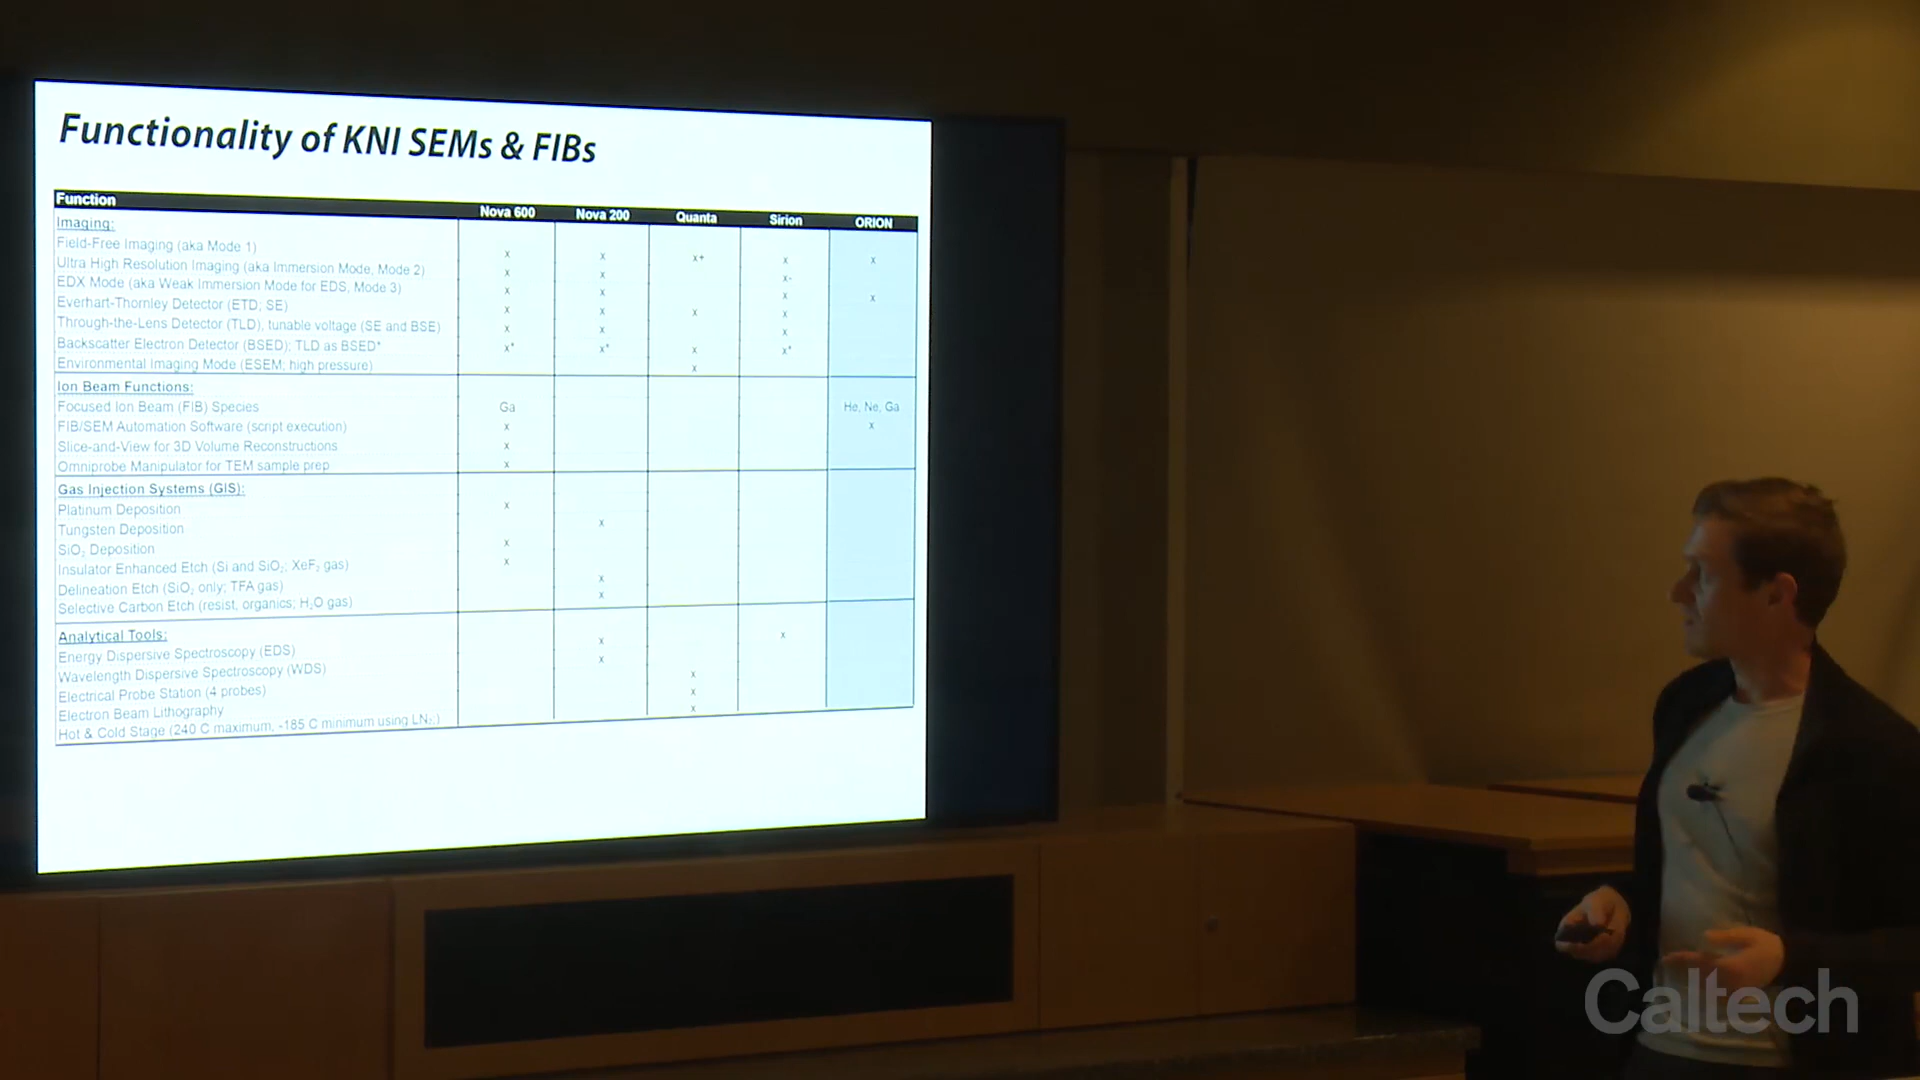 Functionality of KNI SEMs & FIBs
Function Nova 600 Nova 200 Quanta Sirion ORION
Imaging:
Field-Free Imaging (aka Mode 1) x x x+ x x
Ultra High Resolution Imaging (aka Immersion Mode, Mode 2) x x x-
EDX Mode (aka Weak Immersion Mode for EDS, Mode 3) x x x x
Everhart-Thornley Detector (ETD; SE) x x x x
Through-the-Lens Detector (TLD), tunable voltage (SE and BSE) x x x
Backscatter Electron Detector (BSED); TLD as BSED* x* x* x x*
Environmental Imaging Mode (ESEM; high pressure) x
Ion Beam Functions:
Focused Ion Beam (FIB) Species Ga He, Ne, Ga
FIB/SEM Automation Software (script execution) x x
Slice-and-View for 3D Volume Reconstructions x
Omniprobe Manipulator for TEM sample prep x
Gas Injection Systems (GIS):
Platinum Deposition x
Tungsten Deposition x
SiO₂ Deposition x
Insulator Enhanced Etch (Si and SiO₂; XeF₂ gas) x
Delineation Etch (SiO₂ only; TFA gas) x
Selective Carbon Etch (resist, organics; H₂O gas) x
Analytical Tools:
Energy Dispersive Spectroscopy (EDS) x x
Wavelength Dispersive Spectroscopy (WDS) x
Electrical Probe Station (4 probes) x
Electron Beam Lithography x
Hot & Cold Stage (240 C maximum, -185 C minimum using LN₂.) x
Caltech